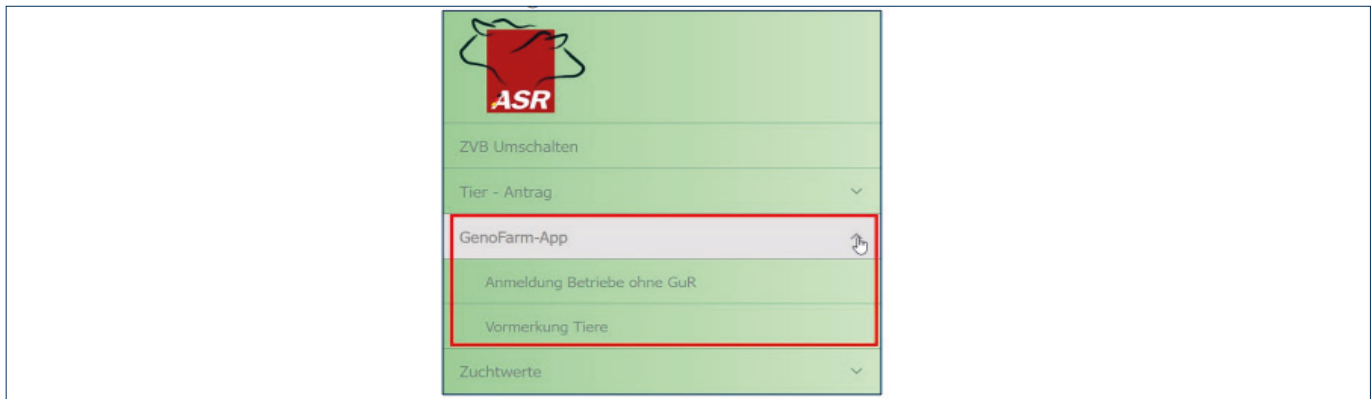 ASR
ZVB Umschalten
Tier - Antrag
GenoFarm-App
Anmeldung Betriebe ohne GuR
Vormerkung Tiere
Zuchtwerte